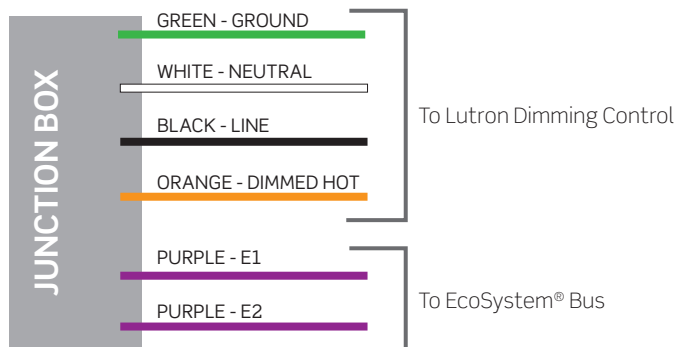 JUNCTION BOX
GREEN - GROUND
WHITE - NEUTRAL
BLACK - LINE
ORANGE - DIMMED HOT
To Lutron Dimming Control
PURPLE - E1
PURPLE - E2
To EcoSystem® Bus